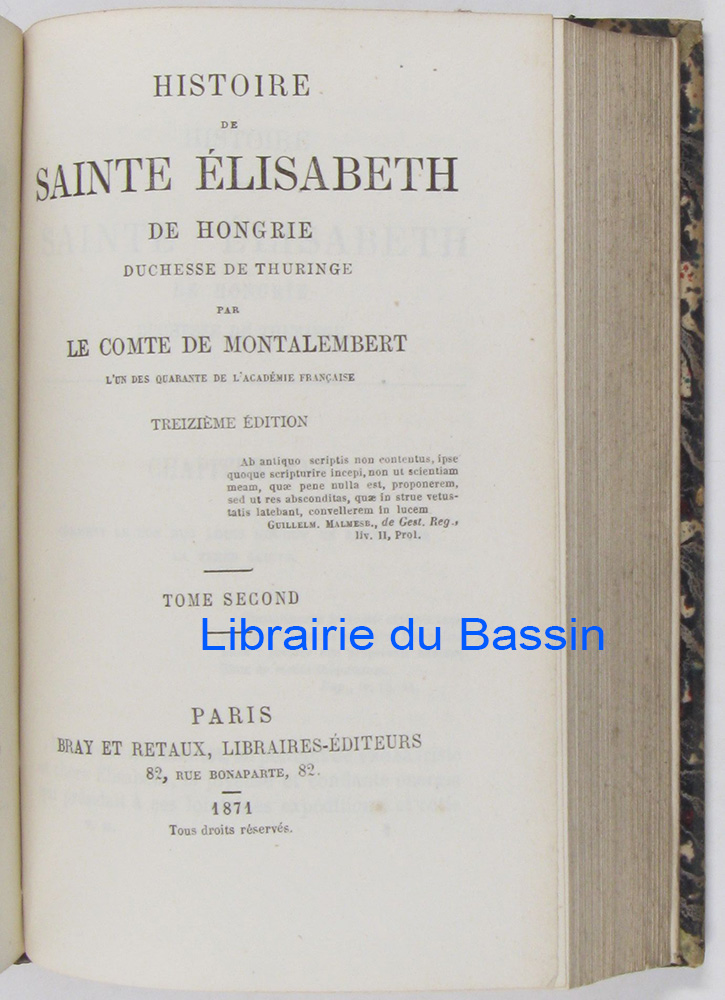 HISTOIRE
DE
SAINTE ÉLISABETH
DE HONGRIE
DUCHESSE DE THURINGE
PAR
LE COMTE DE MONTALEMBERT
L'UN DES QUARANTE DE L'ACADÉMIE FRANÇAISE
TREIZIÈME ÉDITION
Ab antiquo scriptis non contentus, ipse
quoque scripturire incepi, non ut scientiam
meam, quæ pene nulla est, proponerem,
sed ut res absconditas, quæ in strue vetus-
tatis latebant, convellerem in lucem
GUILLELM. MALMESB., de Gest. Reg.,
liv. II, Prol.
TOME SECOND
Librairie du Bassin
PARIS
BRAY ET RETAUX, LIBRAIRES-ÉDITEURS
82, RUE BONAPARTE, 82.
1871
Tous droits réservés.